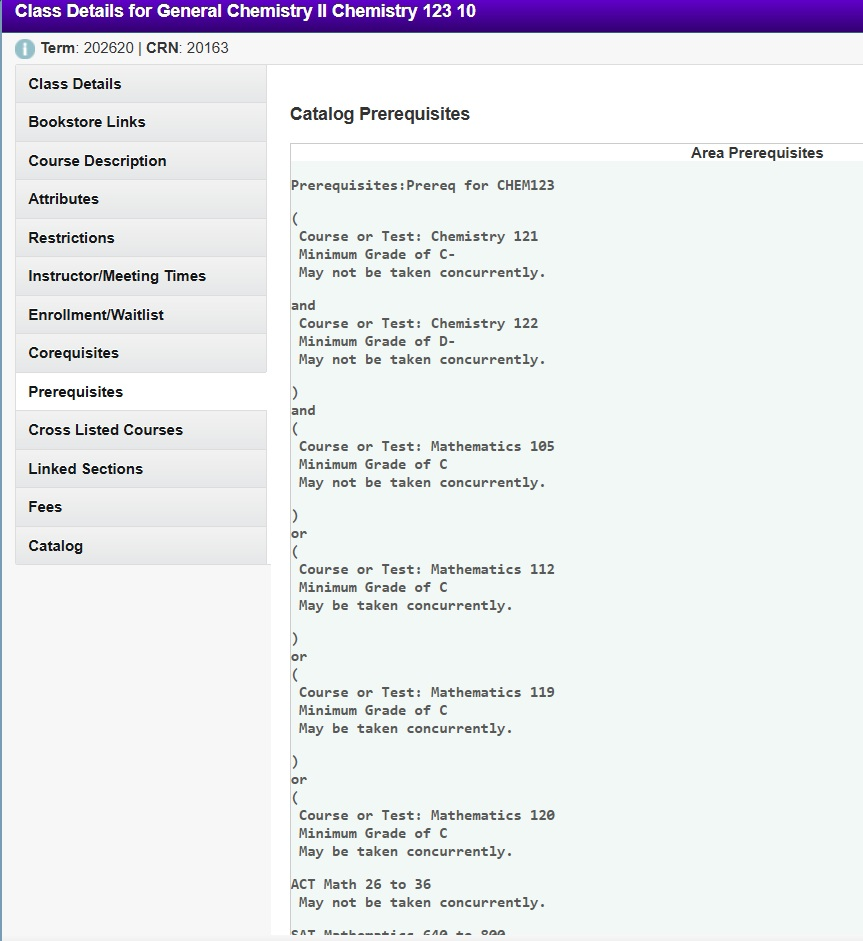 Class Details for General Chemistry II Chemistry 123 10
Term: 202620 | CRN: 20163
Class Details
Bookstore Links
Course Description
Attributes
Restrictions
Instructor/Meeting Times
Enrollment/Waitlist
Corequisites
Prerequisites
Cross Listed Courses
Linked Sections
Fees
Catalog
Catalog Prerequisites
Area Prerequisites
Prerequisites:Prereq for CHEM123
(
Course or Test: Chemistry 121
Minimum Grade of C-
May not be taken concurrently.
and
Course or Test: Chemistry 122
Minimum Grade of D-
May not be taken concurrently.
)
and
(
Course or Test: Mathematics 105
Minimum Grade of C
May not be taken concurrently.
)
or
(
Course or Test: Mathematics 112
Minimum Grade of C
May be taken concurrently.
)
or
(
Course or Test: Mathematics 119
Minimum Grade of C
May be taken concurrently.
)
or
(
Course or Test: Mathematics 120
Minimum Grade of C
May be taken concurrently.
ACT Math 26 to 36
May not be taken concurrently.
SAT Mathematics 640 to 800